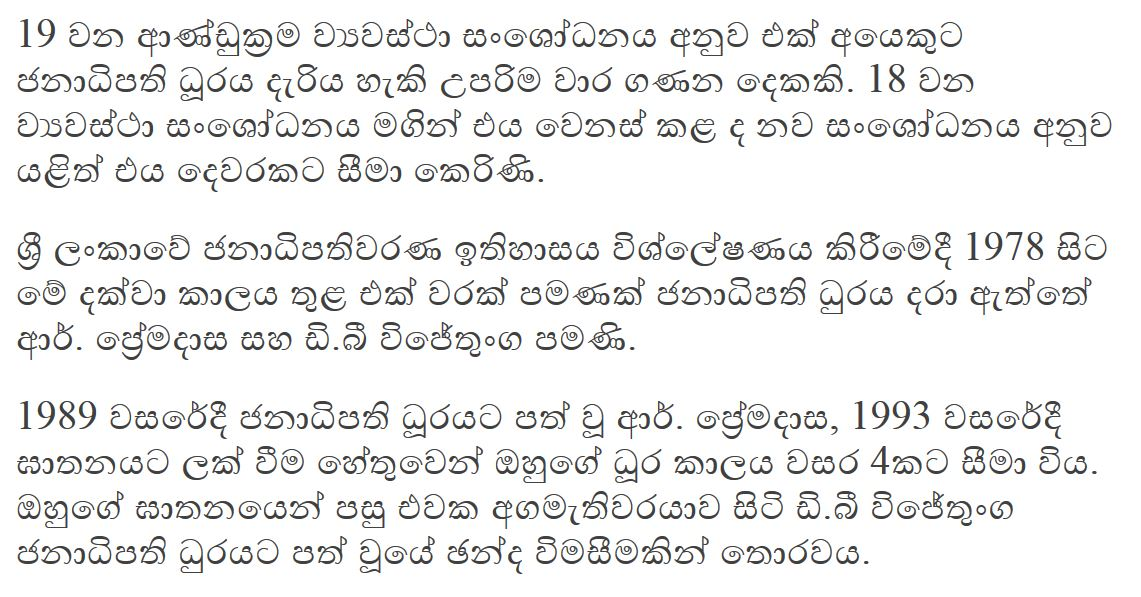 19 වන ආණ්ඩුක්‍රම ව්‍යවස්ථා සංශෝධනය අනුව එක් අයෙකුට
ජනාධිපති ධූරය දැරිය හැකි උපරිම වාර ගණන දෙකකි. 18 වන
ව්‍යවස්ථා සංශෝධනය මගින් එය වෙනස් කළ ද නව සංශෝධනය අනුව
යළිත් එය දෙවරකට සීමා කෙරිණි.
ශ්‍රී ලංකාවේ ජනාධිපතිවරණ ඉතිහාසය විශ්ලේෂණය කිරීමේදී 1978 සිට
මේ දක්වා කාලය තුළ එක් වරක් පමණක් ජනාධිපති ධුරය දරා ඇත්තේ
ආර්. ප්‍රේමදාස සහ ඩි.බී විජේතුංග පමණි.
1989 වසරේදී ජනාධිපති ධූරයට පත් වූ ආර්. ප්‍රේමදාස, 1993 වසරේදී
ඝාතනයට ලක් වීම හේතුවෙන් ඔහුගේ ධූර කාලය වසර 4කට සීමා විය.
ඔහුගේ ඝාතනයෙන් පසු එවක අගමැතිවරයාව සිටි ඩි.බී විජේතුංග
ජනාධිපති ධුරයට පත් වූයේ ඡන්ද විමසීමකින් තොරවය.